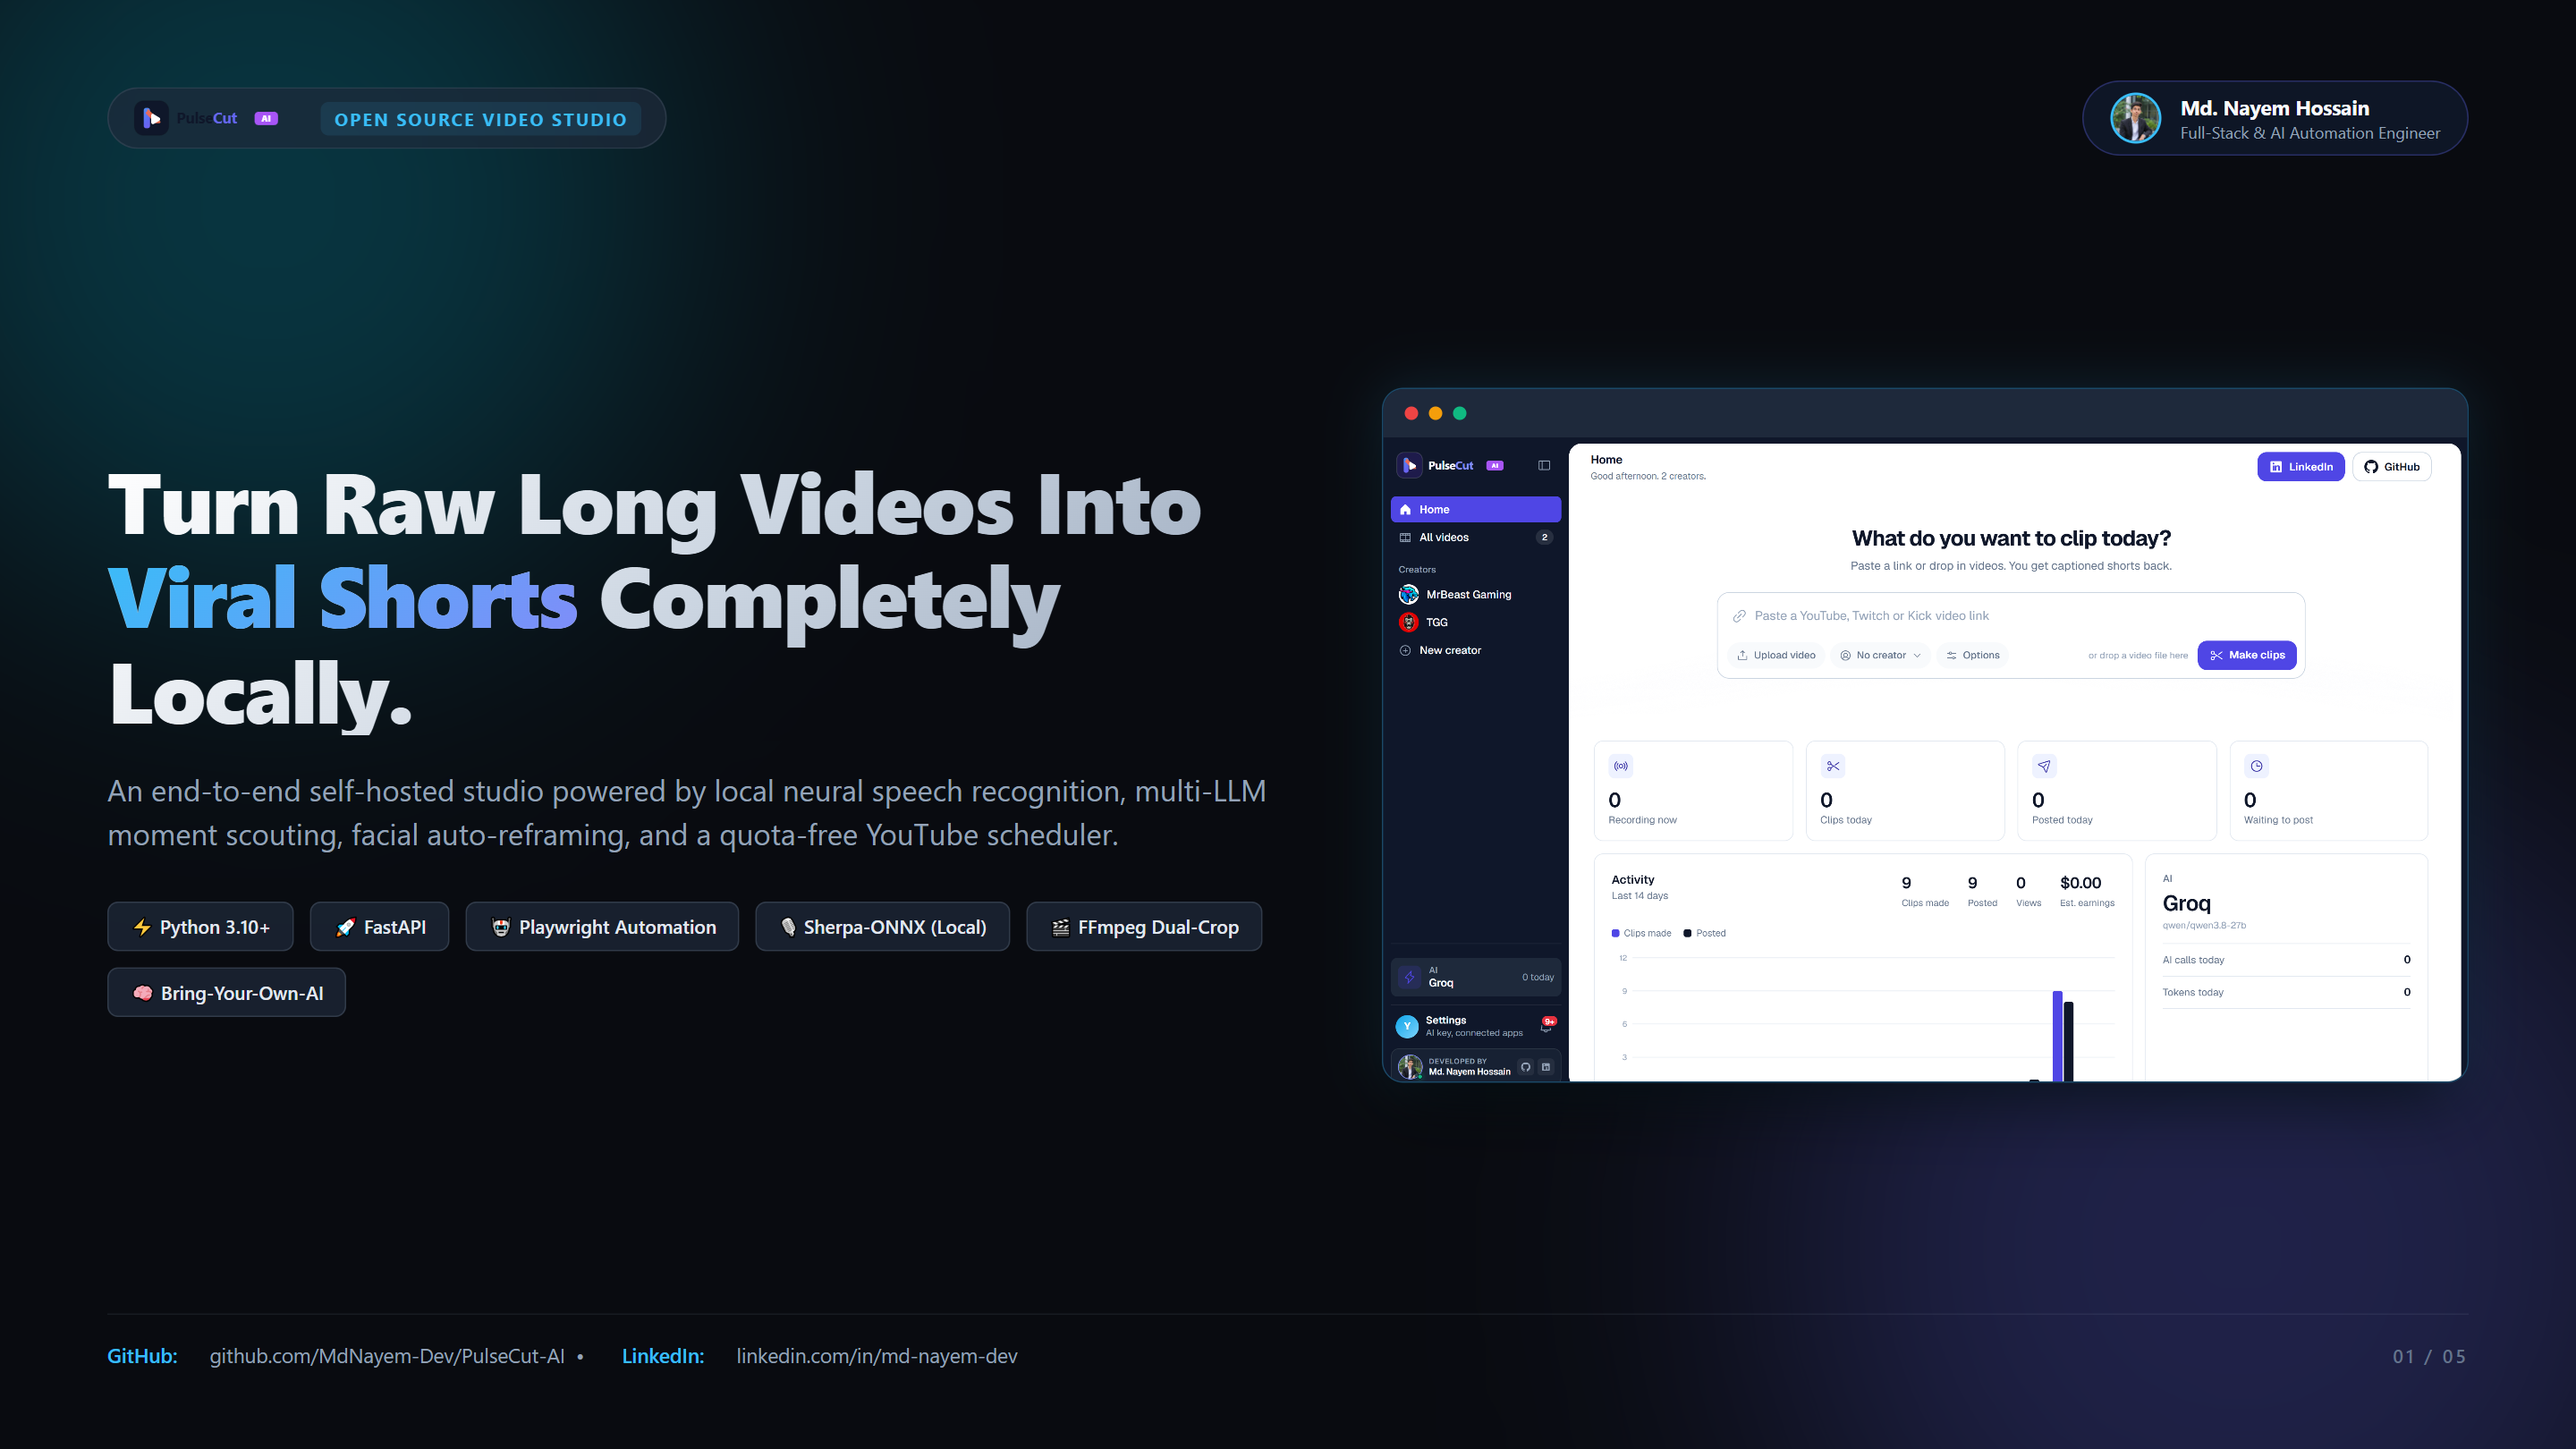 PulseCut AI
OPEN SOURCE VIDEO STUDIO
Md. Nayem Hossain
Full-Stack & AI Automation Engineer
Turn Raw Long Videos Into
Viral Shorts Completely
Locally.
An end-to-end self-hosted studio powered by local neural speech recognition, multi-LLM
moment scouting, facial auto-reframing, and a quota-free YouTube scheduler.
⚡ Python 3.10+
🚀 FastAPI
🤖 Playwright Automation
🎙️ Sherpa-ONNX (Local)
🎬 FFmpeg Dual-Crop
🧠 Bring-Your-Own-AI
PulseCut AI
Home
All videos 2
Creators
MrBeast Gaming
TGG
New creator
AI
Groq
0 today
Y
Settings
AI key, connected apps
9+
DEVELOPED BY
Md. Nayem Hossain
Home
Good afternoon. 2 creators.
LinkedIn
GitHub
What do you want to clip today?
Paste a link or drop in videos. You get captioned shorts back.
Paste a YouTube, Twitch or Kick video link
Upload video
No creator
Options
or drop a video file here
Make clips
0
Recording now
0
Clips today
0
Posted today
0
Waiting to post
Activity
Last 14 days
9
Clips made
9
Posted
0
Views
$0.00
Est. earnings
Clips made
Posted
12
9
6
3
AI
Groq
qwen/qwen3.8-27b
AI calls today 0
Tokens today 0
GitHub: github.com/MdNayem-Dev/PulseCut-AI • LinkedIn: linkedin.com/in/md-nayem-dev
01 / 05